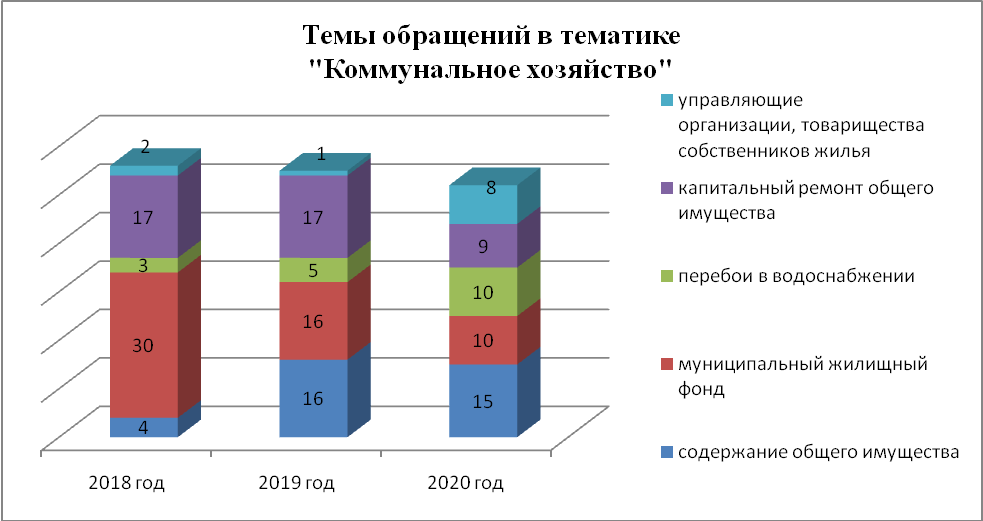 Темы обращений в тематике
"Коммунальное хозяйство"
2
17
3
30
4
1
17
5
16
16
8
9
10
10
15
2018 год
2019 год
2020 год
управляющие
организации, товарищества
собственников жилья
капитальный ремонт общего
имущества
перебои в водоснабжении
муниципальный жилищный
фонд
содержание общего имущества